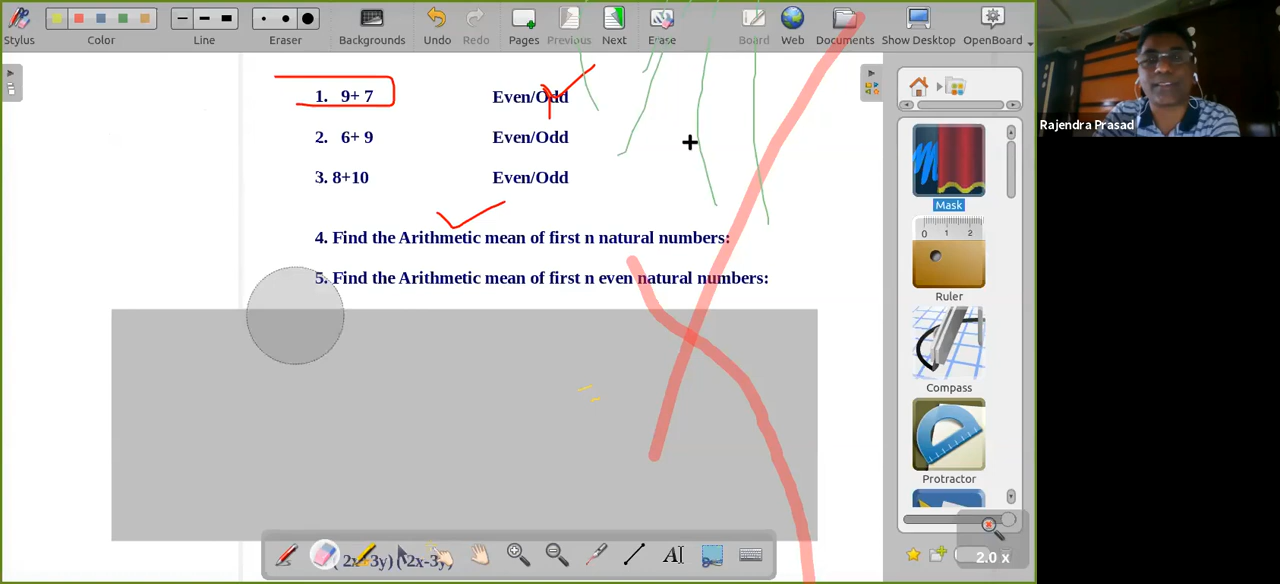 Stylus Color Line Eraser Backgrounds Undo Redo Pages Previous Next Erase Board Web Documents Show Desktop OpenBoard
Rajendra Prasad
1. 9+ 7 Even/Odd
2. 6+ 9 Even/Odd
3. 8+10 Even/Odd
4. Find the Arithmetic mean of first n natural numbers:
5. Find the Arithmetic mean of first n even natural numbers:
Mask
0 1 2
Ruler
Compass
Protractor
2.0 x